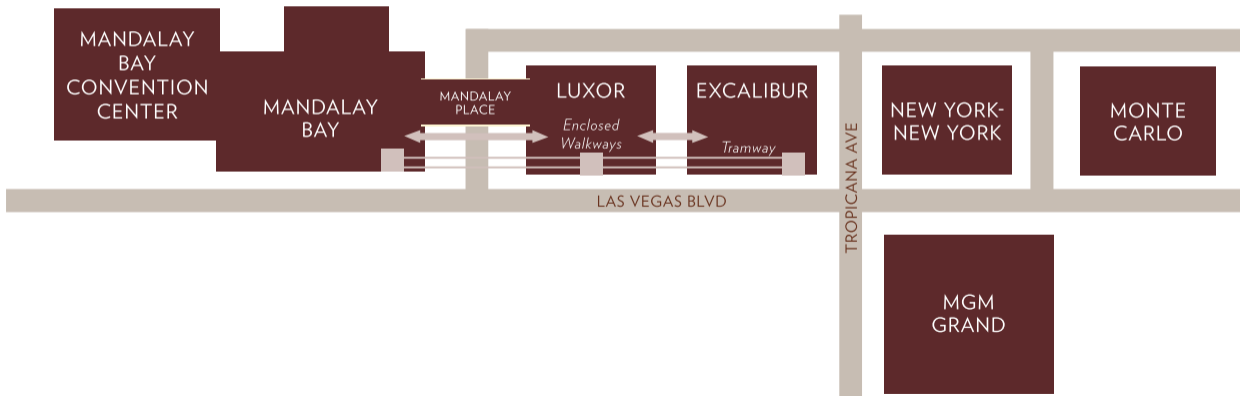 MANDALAY
BAY
CONVENTION
CENTER
MANDALAY
BAY
MANDALAY
PLACE
LUXOR
Enclosed
Walkways
EXCALIBUR
Tramway
TROPICANA AVE
NEW YORK-
NEW YORK
MONTE
CARLO
LAS VEGAS BLVD
MGM
GRAND